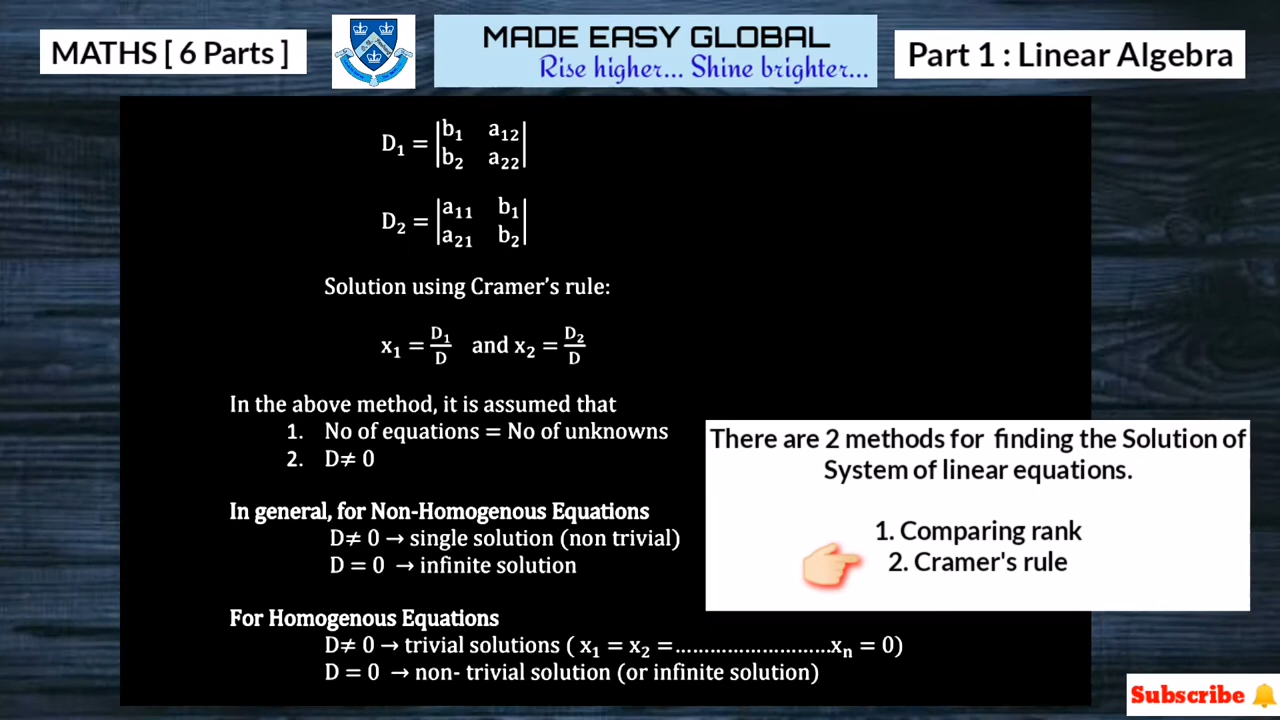 MATHS [ 6 Parts ]
MADE EASY GLOBAL
Rise higher... Shine brighter...
Part 1 : Linear Algebra
D₁ = |b₁ a₁₂|
|b₂ a₂₂|
D₂ = |a₁₁ b₁|
|a₂₁ b₂|
Solution using Cramer's rule:
x₁ = D₁/D and x₂ = D₂/D
In the above method, it is assumed that
1. No of equations = No of unknowns
2. D≠ 0
In general, for Non-Homogenous Equations
D≠ 0 → single solution (non trivial)
D = 0 → infinite solution
For Homogenous Equations
D≠ 0 → trivial solutions ( x₁ = x₂ =............................xₙ = 0)
D = 0 → non- trivial solution (or infinite solution)
There are 2 methods for finding the Solution of
System of linear equations.
1. Comparing rank
2. Cramer's rule
Subscribe